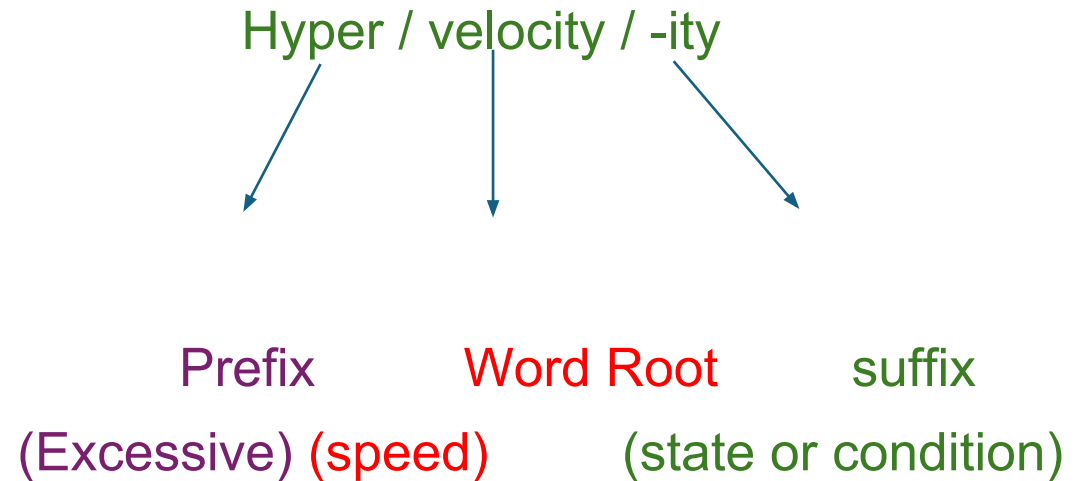 Hyper / velocity / -ity
Prefix Word Root suffix
(Excessive) (speed) (state or condition)